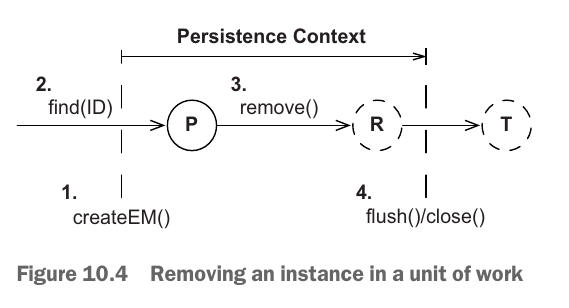 Persistence Context
2.
find(ID)
3.
remove()
P
R
T
1.
createEM()
4.
flush()/close()
Figure 10.4 Removing an instance in a unit of work